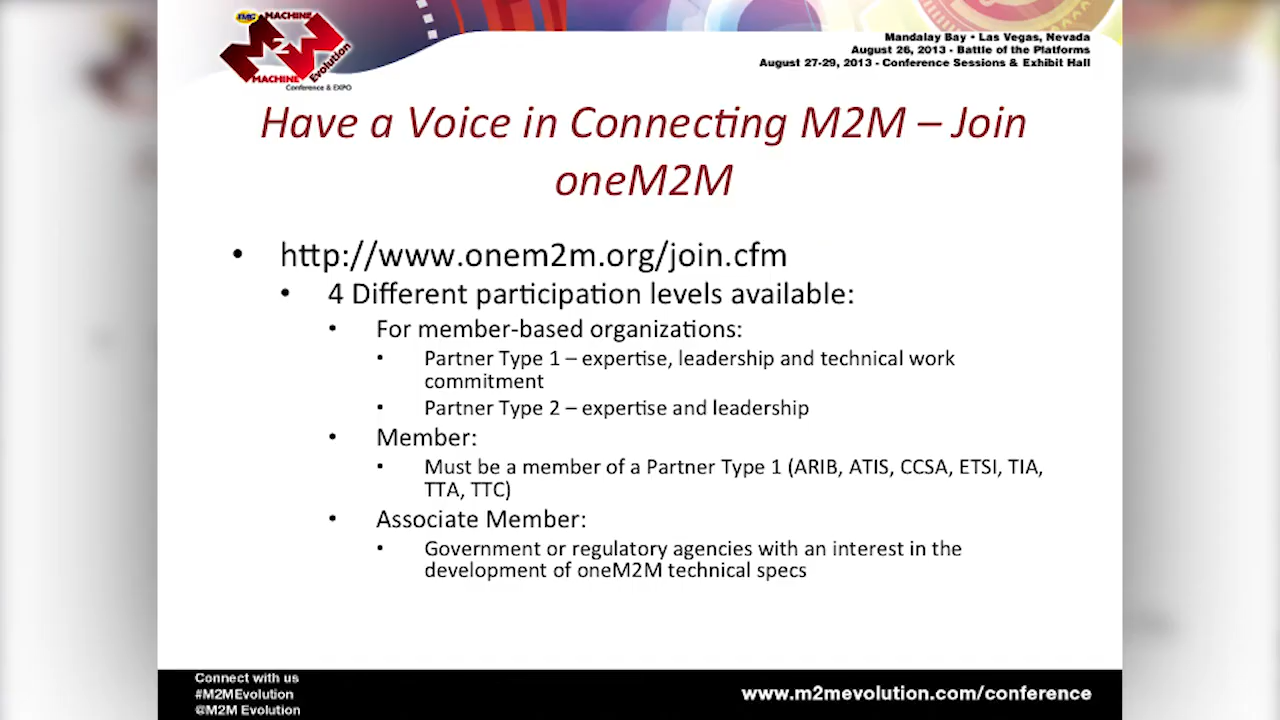 TMC
MACHINE
M2M
MACHINE
Evolution
Conference & EXPO
Mandalay Bay • Las Vegas, Nevada
August 26, 2013 - Battle of the Platforms
August 27-29, 2013 - Conference Sessions & Exhibit Hall
Have a Voice in Connecting M2M – Join
oneM2M
• http://www.onem2m.org/join.cfm
• 4 Different participation levels available:
• For member-based organizations:
• Partner Type 1 – expertise, leadership and technical work
commitment
• Partner Type 2 – expertise and leadership
• Member:
• Must be a member of a Partner Type 1 (ARIB, ATIS, CCSA, ETSI, TIA,
TTA, TTC)
• Associate Member:
• Government or regulatory agencies with an interest in the
development of oneM2M technical specs
Connect with us
#M2MEvolution
@M2M Evolution
www.m2mevolution.com/conference